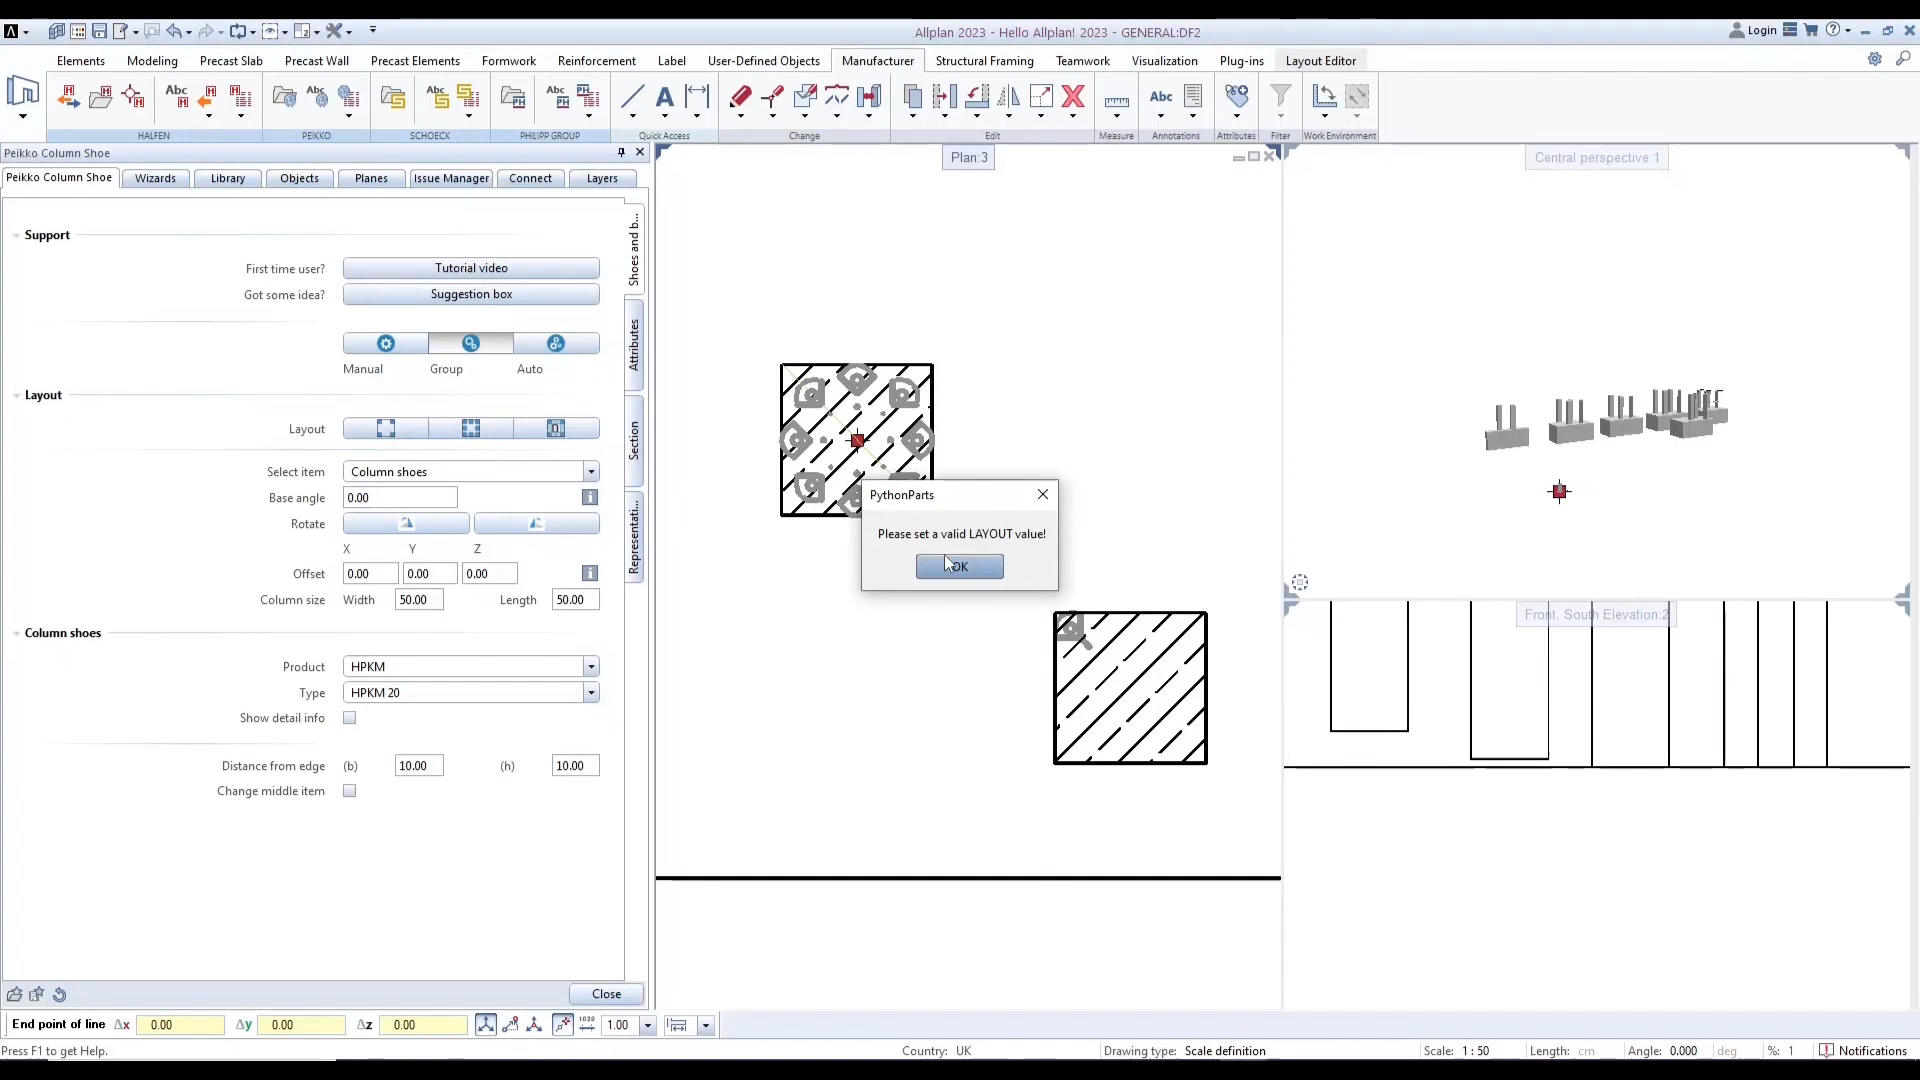 Allplan 2023 - Hello Allplan! 2023 - GENERAL:DF2
Login
Elements Modeling Precast Slab Precast Wall Precast Elements Formwork Reinforcement Label User-Defined Objects Manufacturer Structural Framing Teamwork Visualization Plug-ins Layout Editor
HALFEN PEIKKO SCHOECK PHILIPP GROUP Quick Access Change Edit Measure Annotations Attributes Filter Work Environment
Peikko Column Shoe
Peikko Column Shoe Wizards Library Objects Planes Issue Manager Connect Layers
Plan:3
Central perspective:1
Support
First time user? Tutorial video
Got some idea? Suggestion box
Manual Group Auto
Layout
Layout
Select item Column shoes
Base angle 0.00
Rotate
X Y Z
Offset 0.00 0.00 0.00
Column size Width 50.00 Length 50.00
Column shoes
Product HPKM
Type HPKM 20
Show detail info
Distance from edge (b) 10.00 (h) 10.00
Change middle item
Shoes and b...
Attributes
Section
Representati...
PythonParts
Please set a valid LAYOUT value!
OK
Front, South Elevation:2
Close
End point of line Δx 0.00 Δy 0.00 Δz 0.00 1.00
Press F1 to get Help. Country: UK Drawing type: Scale definition Scale: 1 : 50 Length: cm Angle: 0.000 deg %: 1 Notifications